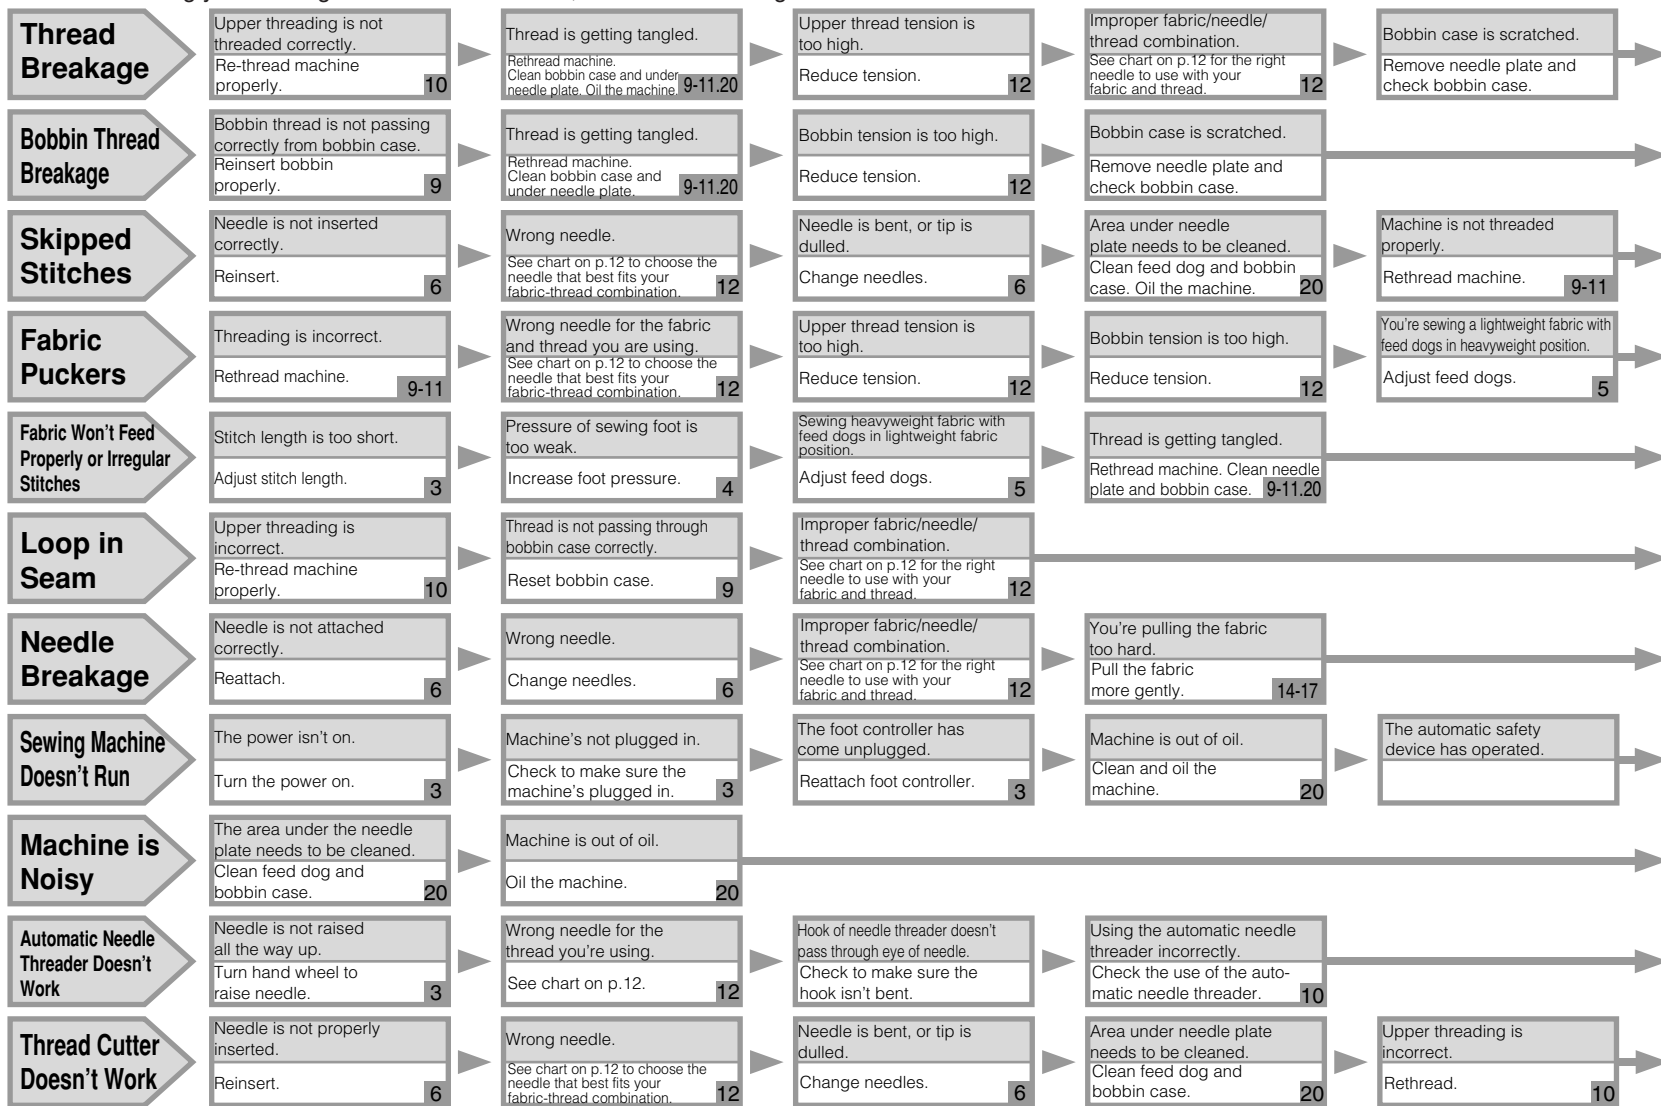 Thread
Breakage
Upper threading is not
threaded correctly.
Re-thread machine
properly.
10
Thread is getting tangled.
Rethread machine.
Clean bobbin case and under
needle plate. Oil the machine.
9-11.20
Upper thread tension is
too high.
Reduce tension.
12
Improper fabric/needle/
thread combination.
See chart on p.12 for the right
needle to use with your
fabric and thread.
12
Bobbin case is scratched.
Remove needle plate and
check bobbin case.
Bobbin Thread
Breakage
Bobbin thread is not passing
correctly from bobbin case.
Reinsert bobbin
properly.
9
Thread is getting tangled.
Rethread machine.
Clean bobbin case and
under needle plate.
9-11.20
Bobbin tension is too high.
Reduce tension.
12
Bobbin case is scratched.
Remove needle plate and
check bobbin case.
Skipped
Stitches
Needle is not inserted
correctly.
Reinsert.
6
Wrong needle.
See chart on p.12 to choose the
needle that best fits your
fabric-thread combination.
12
Needle is bent, or tip is
dulled.
Change needles.
6
Area under needle
plate needs to be cleaned.
Clean feed dog and bobbin
case. Oil the machine.
20
Machine is not threaded
properly.
Rethread machine.
9-11
Fabric
Puckers
Threading is incorrect.
Rethread machine.
9-11
Wrong needle for the fabric
and thread you are using.
See chart on p.12 to choose the
needle that best fits your
fabric-thread combination.
12
Upper thread tension is
too high.
Reduce tension.
12
Bobbin tension is too high.
Reduce tension.
12
You're sewing a lightweight fabric with
feed dogs in heavyweight position.
Adjust feed dogs.
5
Fabric Won't Feed
Properly or Irregular
Stitches
Stitch length is too short.
Adjust stitch length.
3
Pressure of sewing foot is
too weak.
Increase foot pressure.
4
Sewing heavyweight fabric with
feed dogs in lightweight fabric
position.
Adjust feed dogs.
5
Thread is getting tangled.
Rethread machine. Clean needle
plate and bobbin case.
9-11.20
Loop in
Seam
Upper threading is
incorrect.
Re-thread machine
properly.
10
Thread is not passing through
bobbin case correctly.
Reset bobbin case.
9
Improper fabric/needle/
thread combination.
See chart on p.12 for the right
needle to use with your
fabric and thread.
12
Needle
Breakage
Needle is not attached
correctly.
Reattach.
6
Wrong needle.
Change needles.
6
Improper fabric/needle/
thread combination.
See chart on p.12 for the right
needle to use with your
fabric and thread.
12
You're pulling the fabric
too hard.
Pull the fabric
more gently.
14-17
Sewing Machine
Doesn't Run
The power isn't on.
Turn the power on.
3
Machine's not plugged in.
Check to make sure the
machine's plugged in.
3
The foot controller has
come unplugged.
Reattach foot controller.
3
Machine is out of oil.
Clean and oil the
machine.
20
The automatic safety
device has operated.
Machine is
Noisy
The area under the needle
plate needs to be cleaned.
Clean feed dog and
bobbin case.
20
Machine is out of oil.
Oil the machine.
20
Automatic Needle
Threader Doesn't
Work
Needle is not raised
all the way up.
Turn hand wheel to
raise needle.
3
Wrong needle for the
thread you're using.
See chart on p.12.
12
Hook of needle threader doesn't
pass through eye of needle.
Check to make sure the
hook isn't bent.
Using the automatic needle
threader incorrectly.
Check the use of the auto-
matic needle threader.
10
Thread Cutter
Doesn't Work
Needle is not properly
inserted.
Reinsert.
6
Wrong needle.
See chart on p.12 to choose the
needle that best fits your
fabric-thread combination.
12
Needle is bent, or tip is
dulled.
Change needles.
6
Area under needle plate
needs to be cleaned.
Clean feed dog and
bobbin case.
20
Upper threading is
incorrect.
Rethread.
10